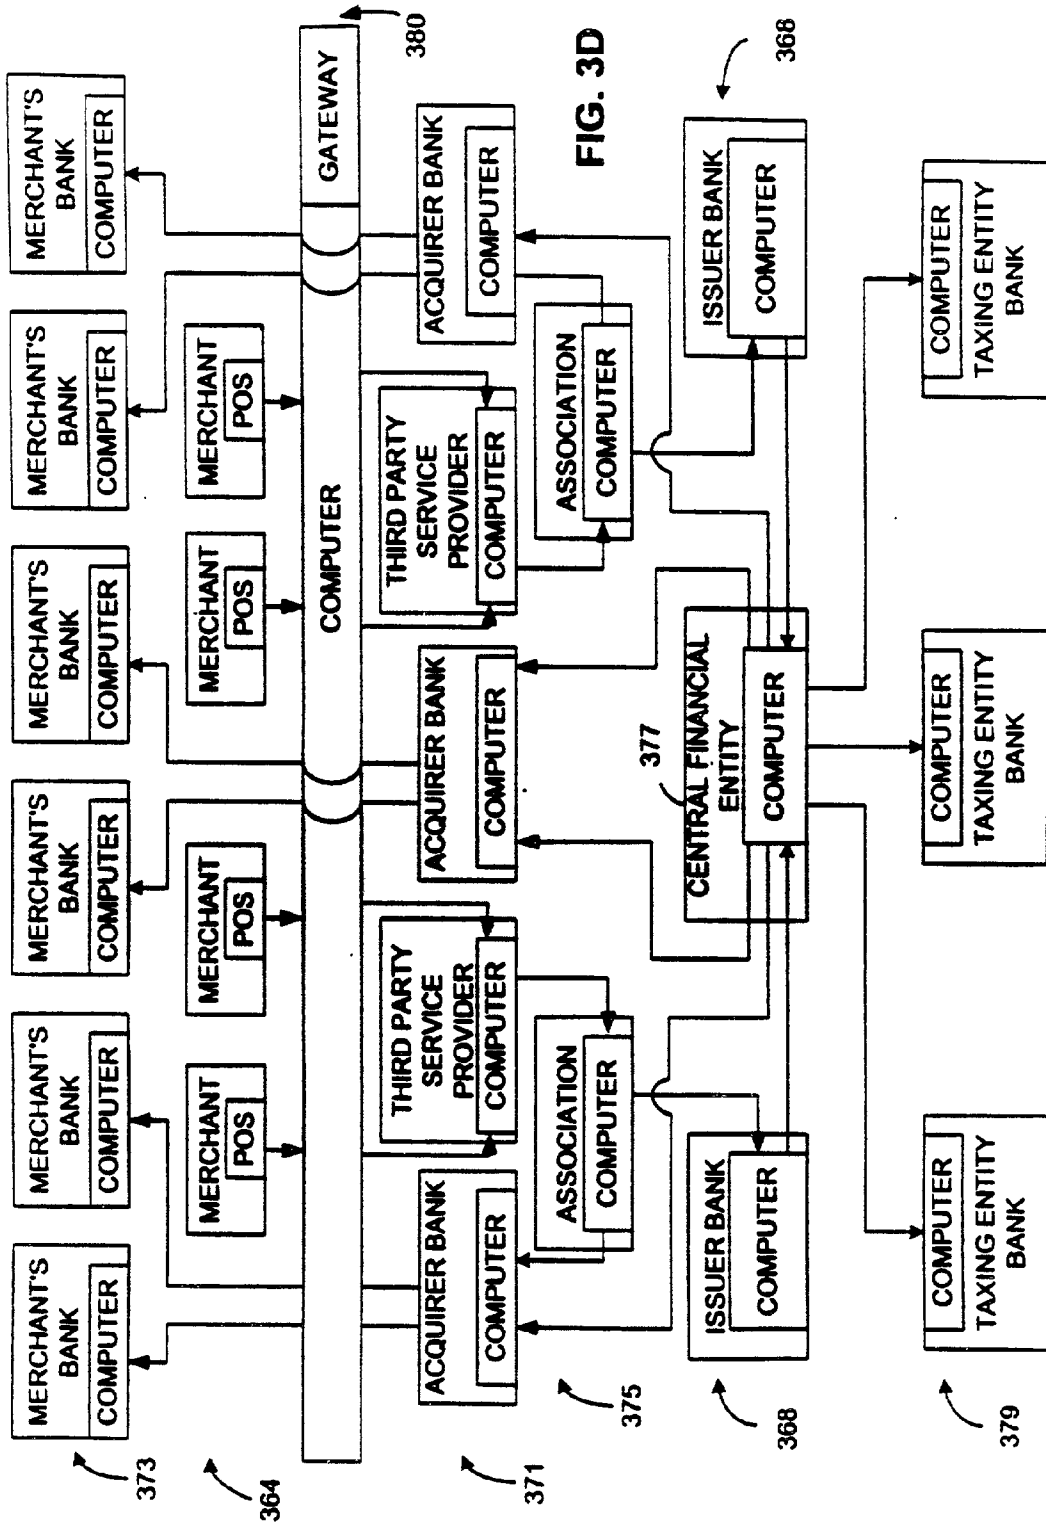 MERCHANT'S
BANK
COMPUTER
MERCHANT'S
BANK
COMPUTER
MERCHANT'S
BANK
COMPUTER
MERCHANT'S
BANK
COMPUTER
MERCHANT'S
BANK
COMPUTER
MERCHANT'S
BANK
COMPUTER
373
MERCHANT
POS
MERCHANT
POS
MERCHANT
POS
MERCHANT
POS
364
COMPUTER
GATEWAY
380
ACQUIRER BANK
COMPUTER
THIRD PARTY
SERVICE
PROVIDER
COMPUTER
ACQUIRER BANK
COMPUTER
THIRD PARTY
SERVICE
PROVIDER
COMPUTER
ACQUIRER BANK
COMPUTER
371
ASSOCIATION
COMPUTER
ASSOCIATION
COMPUTER
FIG. 3D
375
377
ISSUER BANK
COMPUTER
CENTRAL FINANCIAL
ENTITY
COMPUTER
ISSUER BANK
COMPUTER
368
368
COMPUTER
TAXING ENTITY
BANK
COMPUTER
TAXING ENTITY
BANK
COMPUTER
TAXING ENTITY
BANK
379